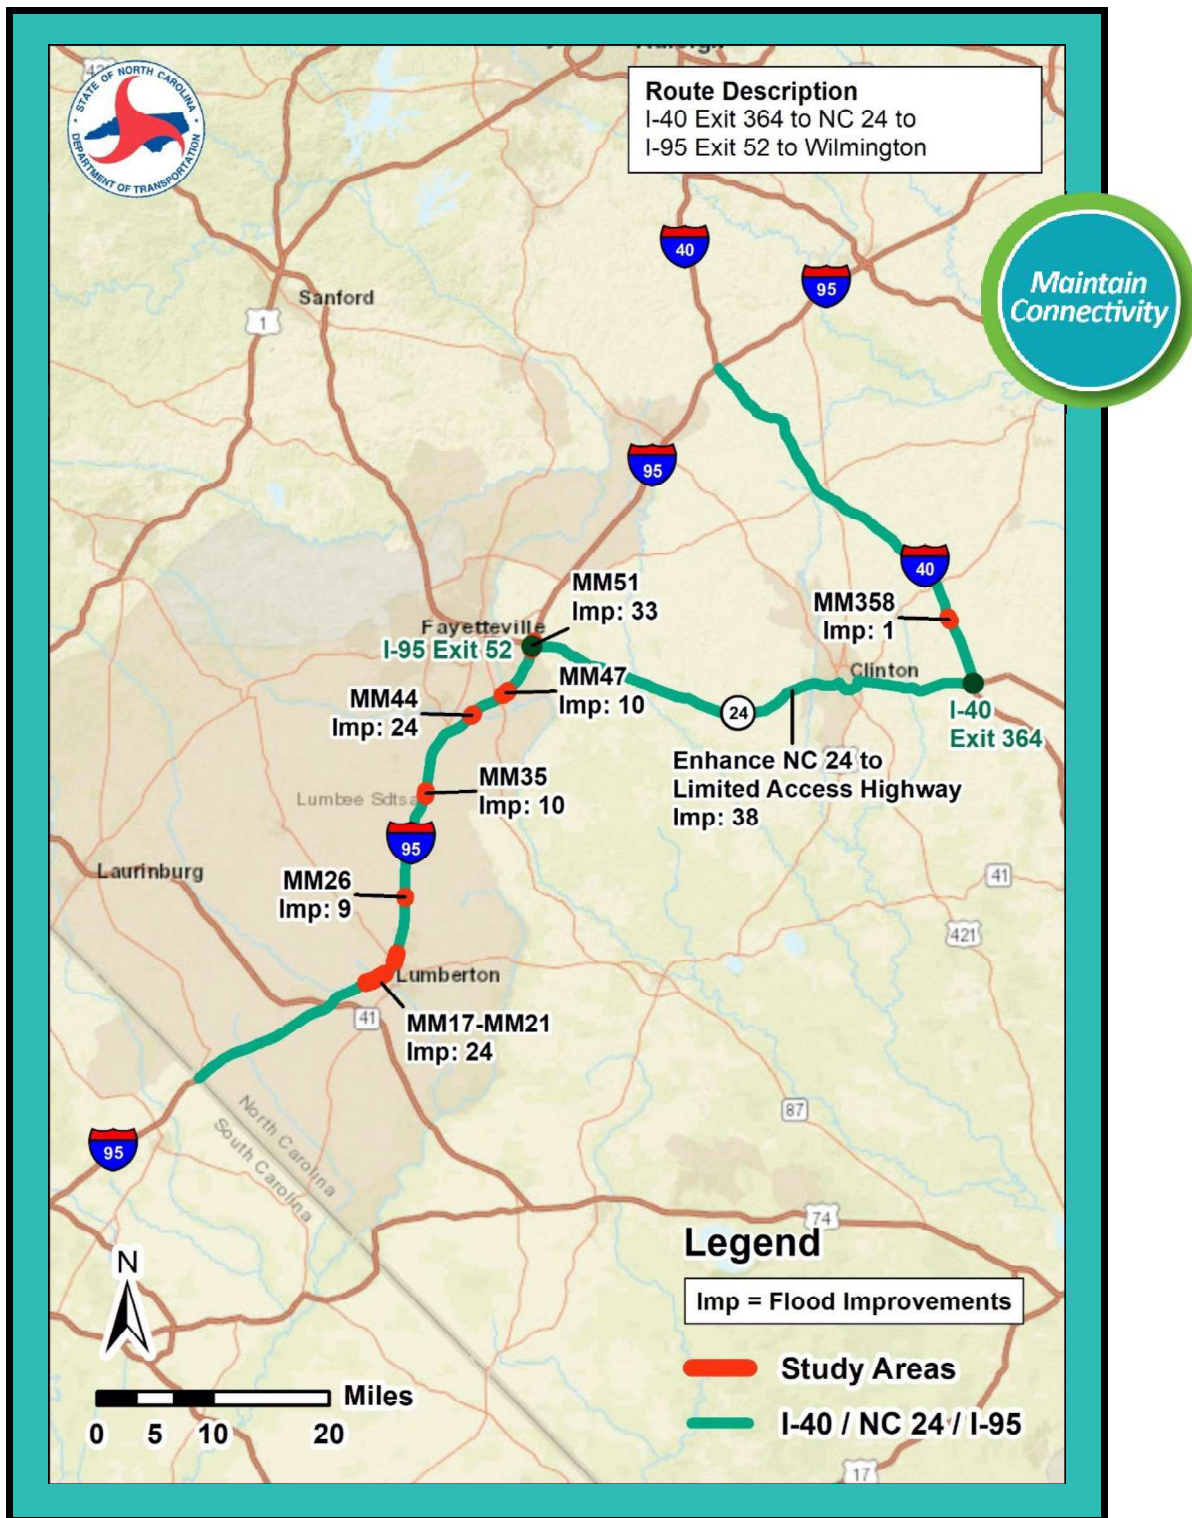 Raleigh
STATE OF NORTH CAROLINA
DEPARTMENT OF TRANSPORTATION
Route Description
I-40 Exit 364 to NC 24 to
I-95 Exit 52 to Wilmington
Maintain
Connectivity
40
95
Sanford
1
95
40
MM51
Imp: 33
MM358
Imp: 1
Fayetteville
I-95 Exit 52
Clinton
MM47
Imp: 10
MM44
Imp: 24
24
I-40
Exit 364
Enhance NC 24 to
Limited Access Highway
Imp: 38
MM35
Imp: 10
Lumbee Sdtsa
95
Laurinburg
MM26
Imp: 9
41
421
Lumberton
41
MM17-MM21
Imp: 24
87
North Carolina
South Carolina
95
74
N
Legend
Imp = Flood Improvements
Study Areas
I-40 / NC 24 / I-95
Miles
0 5 10 20
17